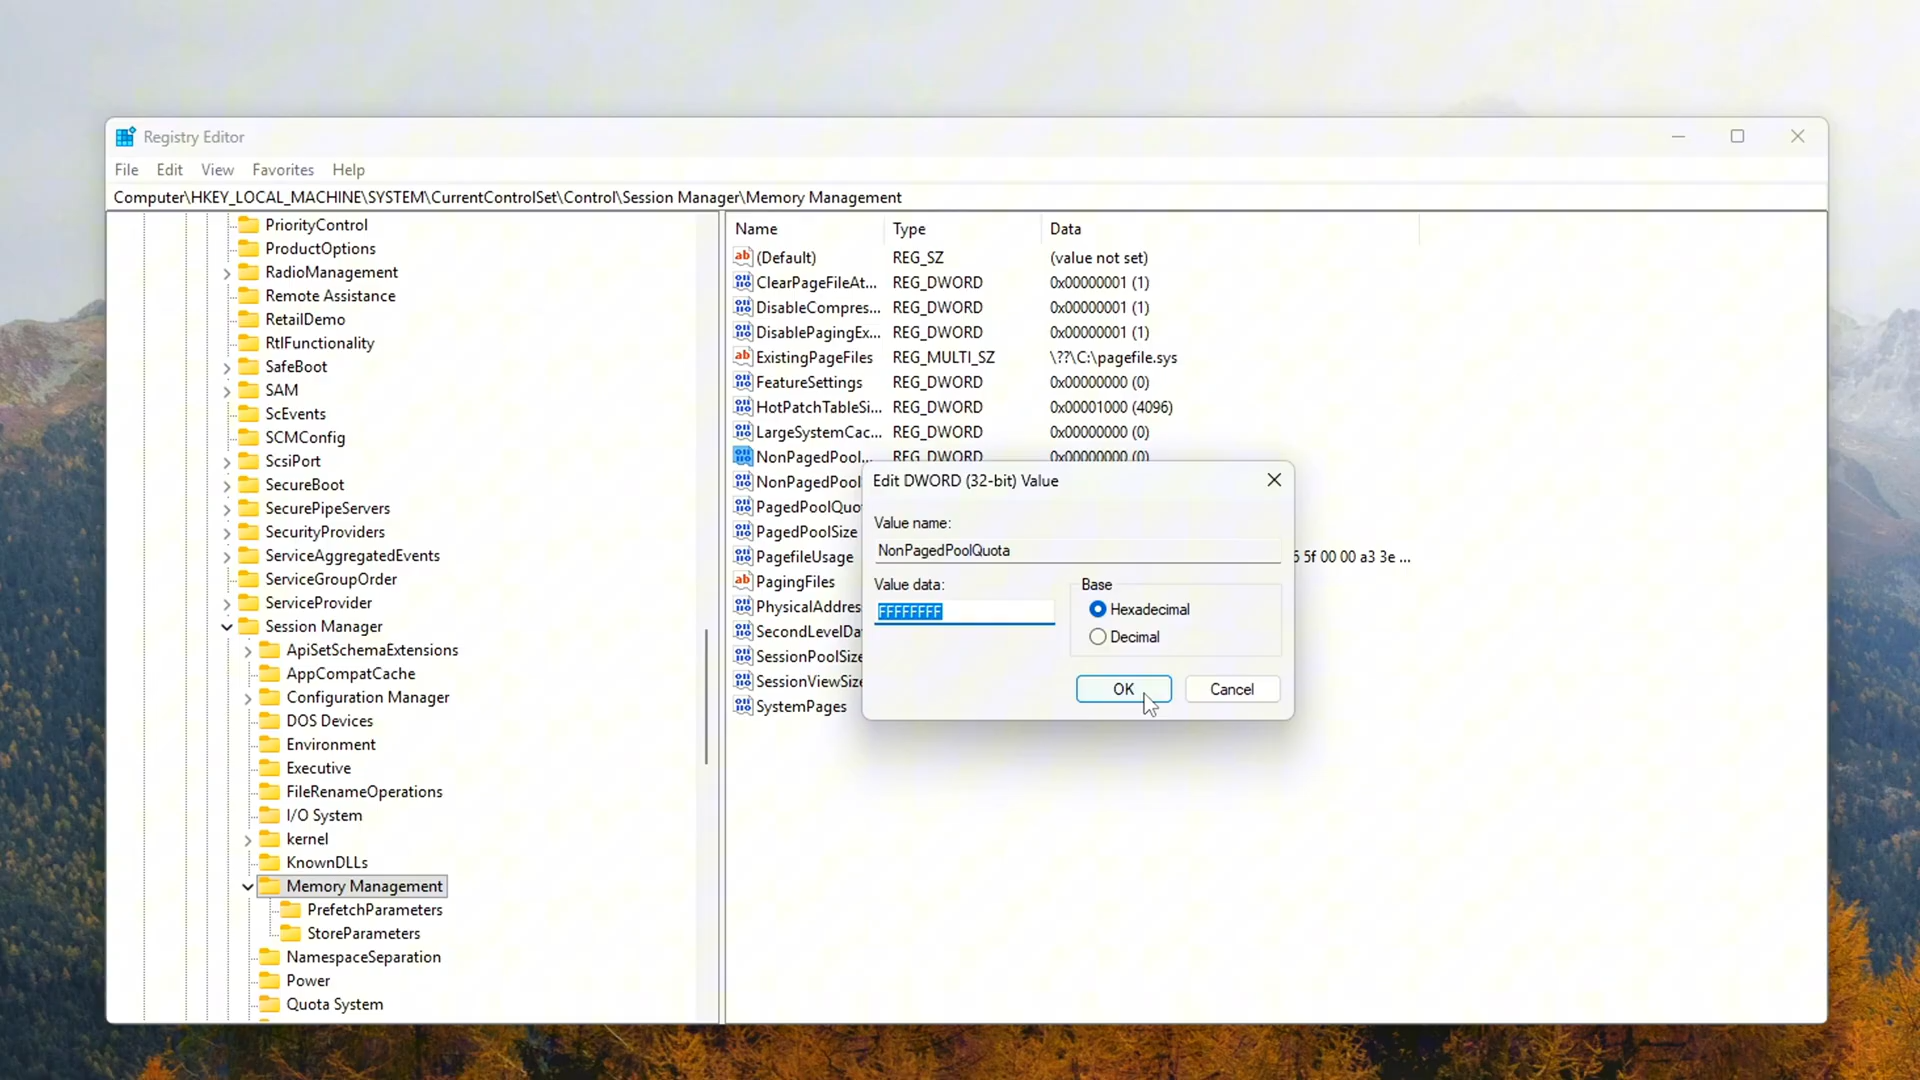 Registry Editor
File Edit View Favorites Help
Computer\HKEY_LOCAL_MACHINE\SYSTEM\CurrentControlSet\Control\Session Manager\Memory Management
PriorityControl
ProductOptions
RadioManagement
Remote Assistance
RetailDemo
RtlFunctionality
SafeBoot
SAM
ScEvents
SCMConfig
ScsiPort
SecureBoot
SecurePipeServers
SecurityProviders
ServiceAggregatedEvents
ServiceGroupOrder
ServiceProvider
Session Manager
ApiSetSchemaExtensions
AppCompatCache
Configuration Manager
DOS Devices
Environment
Executive
FileRenameOperations
I/O System
kernel
KnownDLLs
Memory Management
PrefetchParameters
StoreParameters
NamespaceSeparation
Power
Quota System
Name Type Data
(Default) REG_SZ (value not set)
ClearPageFileAt... REG_DWORD 0x00000001 (1)
DisableCompres... REG_DWORD 0x00000001 (1)
DisablePagingEx... REG_DWORD 0x00000001 (1)
ExistingPageFiles REG_MULTI_SZ \??\C:\pagefile.sys
FeatureSettings REG_DWORD 0x00000000 (0)
HotPatchTableSi... REG_DWORD 0x00001000 (4096)
LargeSystemCac... REG_DWORD 0x00000000 (0)
NonPagedPool... REG_DWORD 0x00000000 (0)
NonPagedPool
PagedPoolQuo
PagedPoolSize
PagefileUsage 5f 00 00 a3 3e ...
PagingFiles
PhysicalAddres
SecondLevelDa
SessionPoolSize
SessionViewSize
SystemPages
Edit DWORD (32-bit) Value
Value name:
NonPagedPoolQuota
Value data:
FFFFFFFF
Base
Hexadecimal
Decimal
OK Cancel